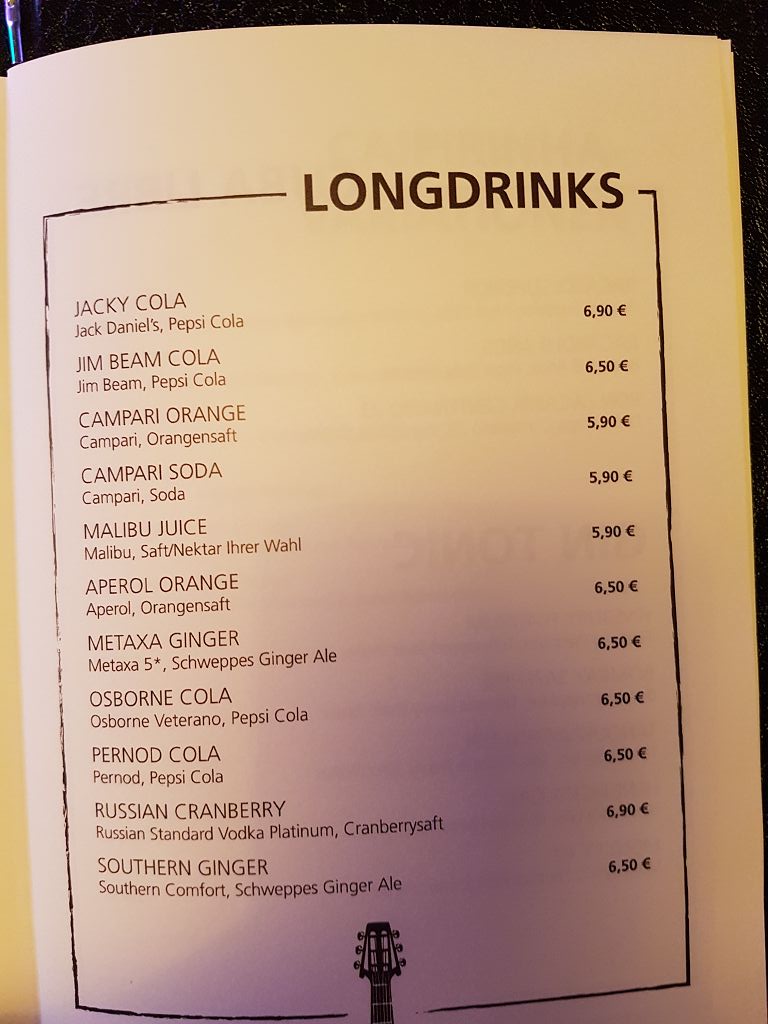 LONGDRINKS
JACKY COLA 6,90 €
Jack Daniel's, Pepsi Cola
JIM BEAM COLA 6,50 €
Jim Beam, Pepsi Cola
CAMPARI ORANGE 5,90 €
Campari, Orangensaft
CAMPARI SODA 5,90 €
Campari, Soda
MALIBU JUICE 5,90 €
Malibu, Saft/Nektar Ihrer Wahl
APEROL ORANGE 6,50 €
Aperol, Orangensaft
METAXA GINGER 6,50 €
Metaxa 5*, Schweppes Ginger Ale
OSBORNE COLA 6,50 €
Osborne Veterano, Pepsi Cola
PERNOD COLA 6,50 €
Pernod, Pepsi Cola
RUSSIAN CRANBERRY 6,90 €
Russian Standard Vodka Platinum, Cranberrysaft
SOUTHERN GINGER 6,50 €
Southern Comfort, Schweppes Ginger Ale